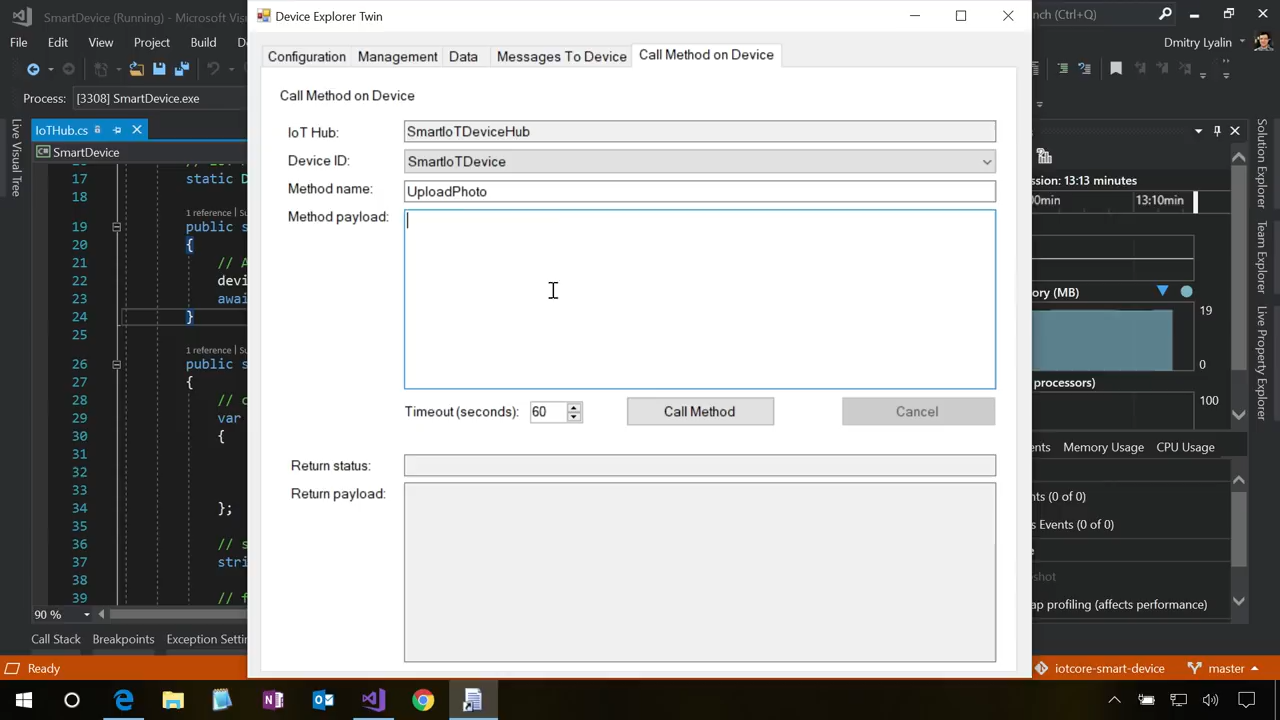 SmartDevice (Running) - Microsoft Visu
Device Explorer Twin
nch (Ctrl+Q)
File Edit View Project Build
Dmitry Lyalin
Configuration Management Data Messages To Device Call Method on Device
Process: [3308] SmartDevice.exe
Call Method on Device
IoTHub.cs
IoT Hub: SmartIoTDeviceHub
SmartDevice
Device ID: SmartIoTDevice
Method name: UploadPhoto
Method payload:
Live Visual Tree
17 static D
18
1 reference | Su
19 public s
20 {
21 // A
22 devi
23 awai
24 }
25
1 reference | Su
26 public s
27 {
28 // c
29 var
30 {
31
32
33
34 };
35
36 // s
37 stri
38
39 // f
90 %
Timeout (seconds): 60 Call Method Cancel
Return status:
Return payload:
ssion: 13:13 minutes
0min 13:10min
ory (MB)
19
0
processors)
100
ents Memory Usage CPU Usage
nts (0 of 0)
s Events (0 of 0)
e
shot
ap profiling (affects performance)
Solution Explorer
Team Explorer
Live Property Explorer
Call Stack Breakpoints Exception Setti
Ready
iotcore-smart-device master